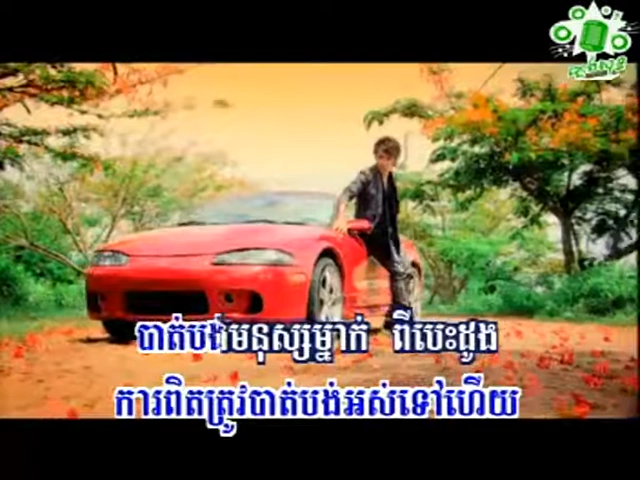 បាត់បង់មនុស្សម្នាក់ ពីបេះដូង
ការពិតត្រូវបាត់បង់អស់ទៅហើយ